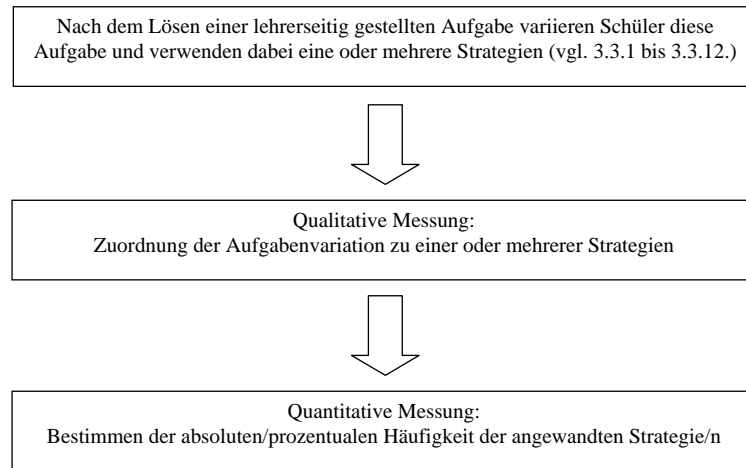 Nach dem Lösen einer lehrerseitig gestellten Aufgabe variieren Schüler diese
Aufgabe und verwenden dabei eine oder mehrere Strategien (vgl. 3.3.1 bis 3.3.12.)
Qualitative Messung:
Zuordnung der Aufgabenvariation zu einer oder mehrerer Strategien
Quantitative Messung:
Bestimmen der absoluten/prozentualen Häufigkeit der angewandten Strategie/n